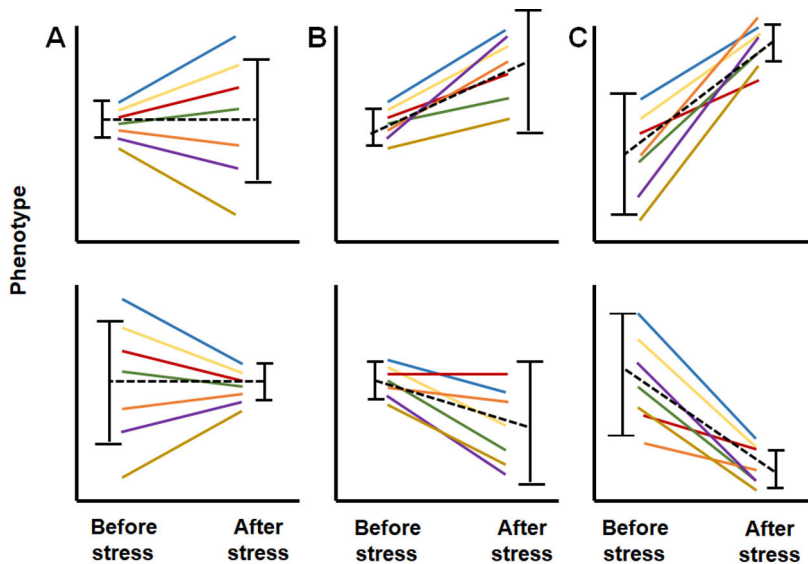 A
B
C
Phenotype
Before
stress
After
stress
Before
stress
After
stress
Before
stress
After
stress